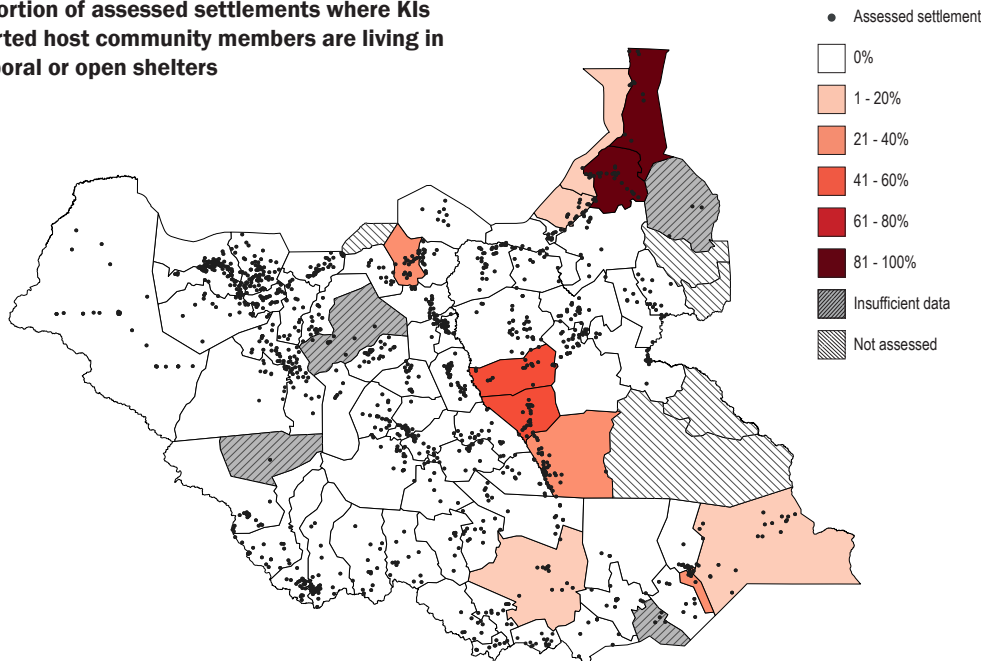 ortion of assessed settlements where KIs
rted host community members are living in
poral or open shelters
Assessed settlement
0%
1 - 20%
21 - 40%
41 - 60%
61 - 80%
81 - 100%
Insufficient data
Not assessed